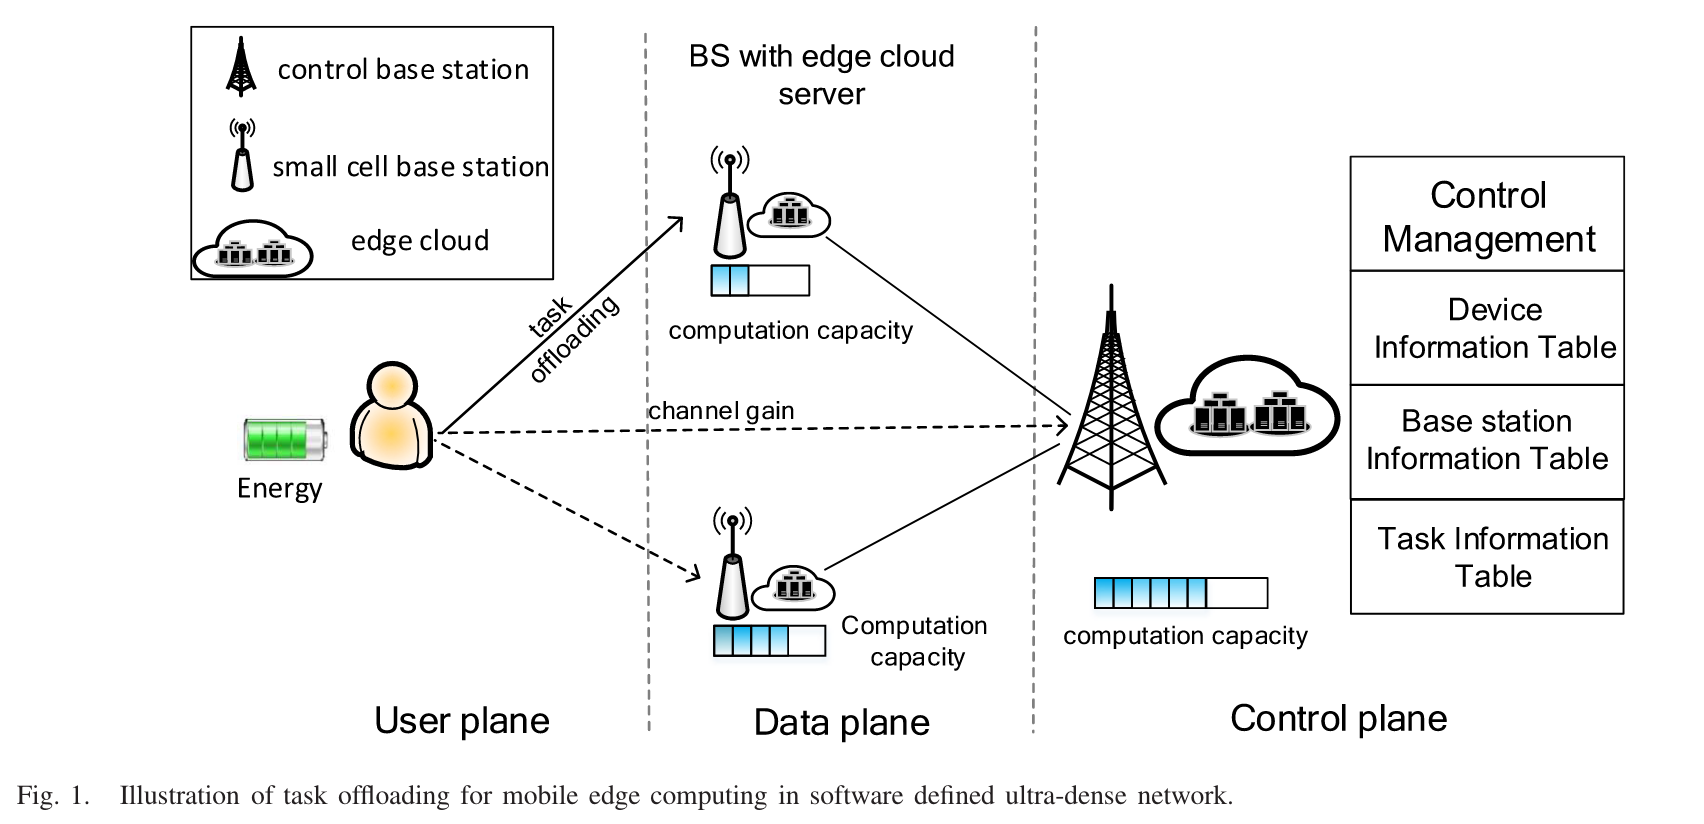 control base station
small cell base station
edge cloud
BS with edge cloud
server
computation capacity
task
offloading
channel gain
Energy
Computation
capacity
computation capacity
Control
Management
Device
Information Table
Base station
Information Table
Task Information
Table
User plane
Data plane
Control plane
Fig. 1. Illustration of task offloading for mobile edge computing in software defined ultra-dense network.